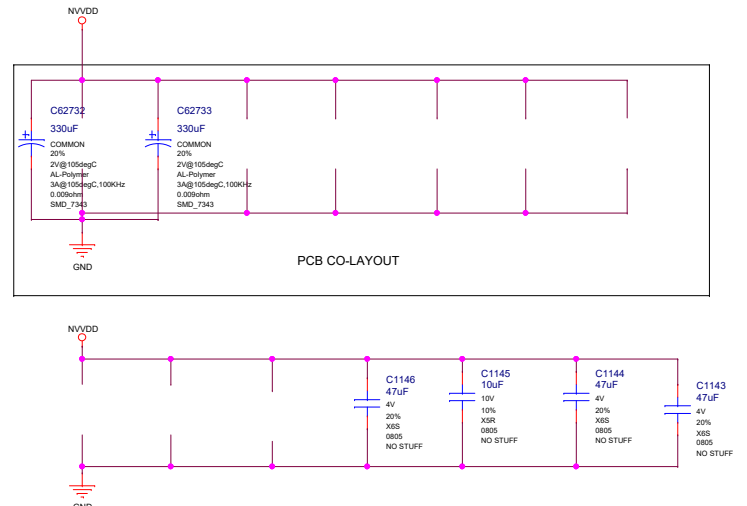 NVVDD
C62732
330uF
COMMON
20%
2V@105degC
AL-Polymer
3A@105degC,100KHz
0.009ohm
SMD_7343
C62733
330uF
COMMON
20%
2V@105degC
AL-Polymer
3A@105degC,100KHz
0.009ohm
SMD_7343
GND
PCB CO-LAYOUT
NVVDD
C1146
47uF
4V
20%
X6S
0805
NO STUFF
C1145
10uF
10V
10%
X5R
0805
NO STUFF
C1144
47uF
4V
20%
X6S
0805
NO STUFF
C1143
47uF
4V
20%
X6S
0805
NO STUFF
GND